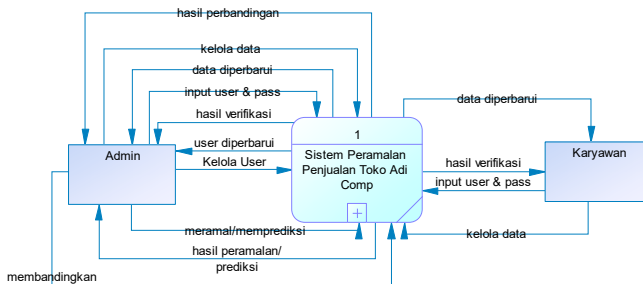 hasil perbandingan
kelola data
data diperbarui
input user & pass
hasil verifikasi
user diperbarui
Kelola User
Admin
1
Sistem Peramalan
Penjualan Toko Adi
Comp
data diperbarui
Karyawan
hasil verifikasi
input user & pass
kelola data
meramal/memprediksi
hasil peramalan/
prediksi
membandingkan